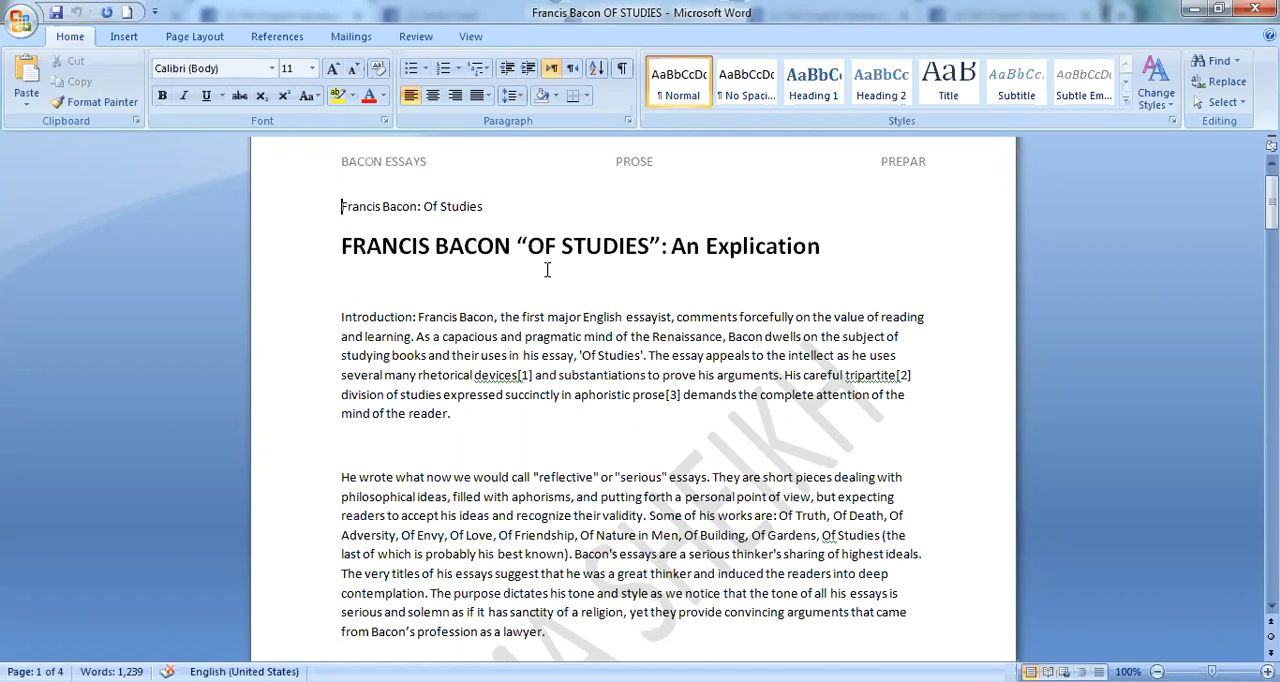 Francis Bacon OF STUDIES - Microsoft Word
Home Insert Page Layout References Mailings Review View
Paste Cut Copy Format Painter
Clipboard
Calibri (Body) 11
Font
Paragraph
AaBbCcDc AaBbCcDc AaBbC AaBbCc AaB AaBbCc. AaBbCcDc
¶ Normal ¶ No Spaci... Heading 1 Heading 2 Title Subtitle Subtle Em...
Change Styles
Styles
Find
Replace
Select
Editing
BACON ESSAYS PROSE PREPAR
Francis Bacon: Of Studies
FRANCIS BACON “OF STUDIES”: An Explication
Introduction: Francis Bacon, the first major English essayist, comments forcefully on the value of reading
and learning. As a capacious and pragmatic mind of the Renaissance, Bacon dwells on the subject of
studying books and their uses in his essay, 'Of Studies'. The essay appeals to the intellect as he uses
several many rhetorical devices[1] and substantiations to prove his arguments. His careful tripartite[2]
division of studies expressed succinctly in aphoristic prose[3] demands the complete attention of the
mind of the reader.
He wrote what now we would call "reflective" or "serious" essays. They are short pieces dealing with
philosophical ideas, filled with aphorisms, and putting forth a personal point of view, but expecting
readers to accept his ideas and recognize their validity. Some of his works are: Of Truth, Of Death, Of
Adversity, Of Envy, Of Love, Of Friendship, Of Nature in Men, Of Building, Of Gardens, Of Studies (the
last of which is probably his best known). Bacon's essays are a serious thinker's sharing of highest ideals.
The very titles of his essays suggest that he was a great thinker and induced the readers into deep
contemplation. The purpose dictates his tone and style as we notice that the tone of all his essays is
serious and solemn as if it has sanctity of a religion, yet they provide convincing arguments that came
from Bacon’s profession as a lawyer.
SHEIKH
Page: 1 of 4 Words: 1,239 English (United States) 100%